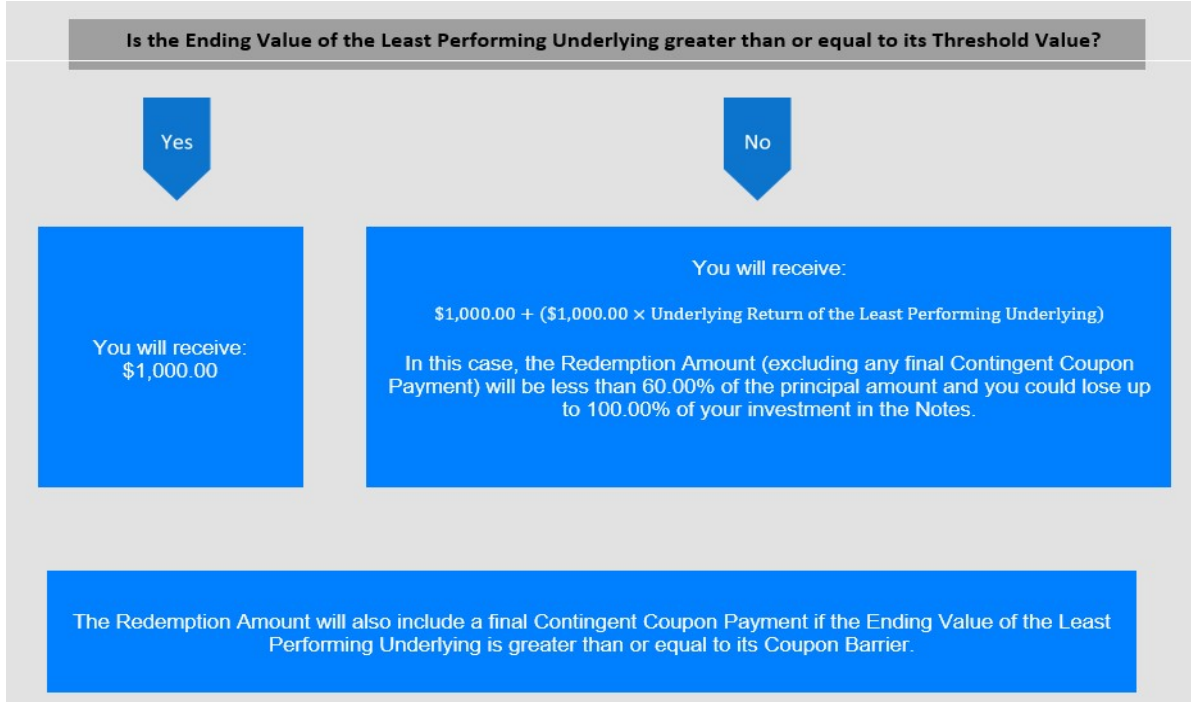 Is the Ending Value of the Least Performing Underlying greater than or equal to its Threshold Value?
Yes
No
You will receive:
$1,000.00
You will receive:
$1,000.00 + ($1,000.00 × Underlying Return of the Least Performing Underlying)
In this case, the Redemption Amount (excluding any final Contingent Coupon
Payment) will be less than 60.00% of the principal amount and you could lose up
to 100.00% of your investment in the Notes.
The Redemption Amount will also include a final Contingent Coupon Payment if the Ending Value of the Least
Performing Underlying is greater than or equal to its Coupon Barrier.